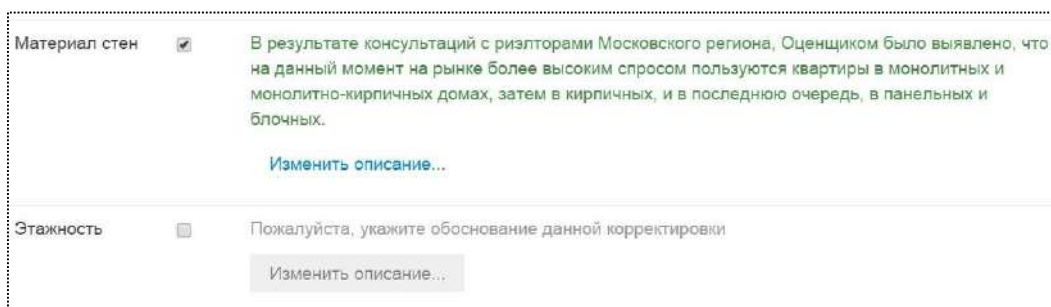 Материал стен
В результате консультаций с риэлторами Московского региона, Оценщиком было выявлено, что
на данный момент на рынке более высоким спросом пользуются квартиры в монолитных и
монолитно-кирпичных домах, затем в кирпичных, и в последнюю очередь, в панельных и
блочных.
Изменить описание...
Этажность
Пожалуйста, укажите обоснование данной корректировки
Изменить описание...